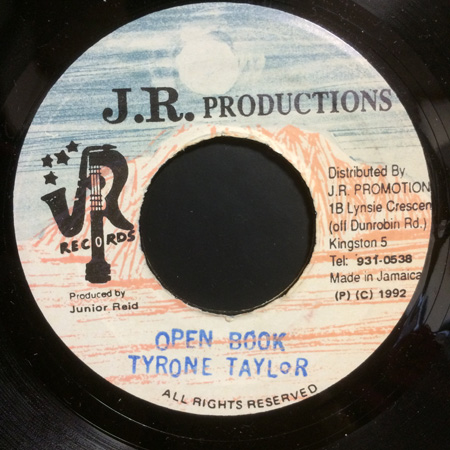 J.R. PRODUCTIONS
JR
RECORDS
Distributed By
J.R. PROMOTION
1B Lynsie Crescen
(off Dunrobin Rd.)
Kingston 5
Tel: 931-0538
Made in Jamaica
(P) (C) 1992
Produced by
Junior Reid
OPEN BOOK
TYRONE TAYLOR
ALL RIGHTS RESERVED